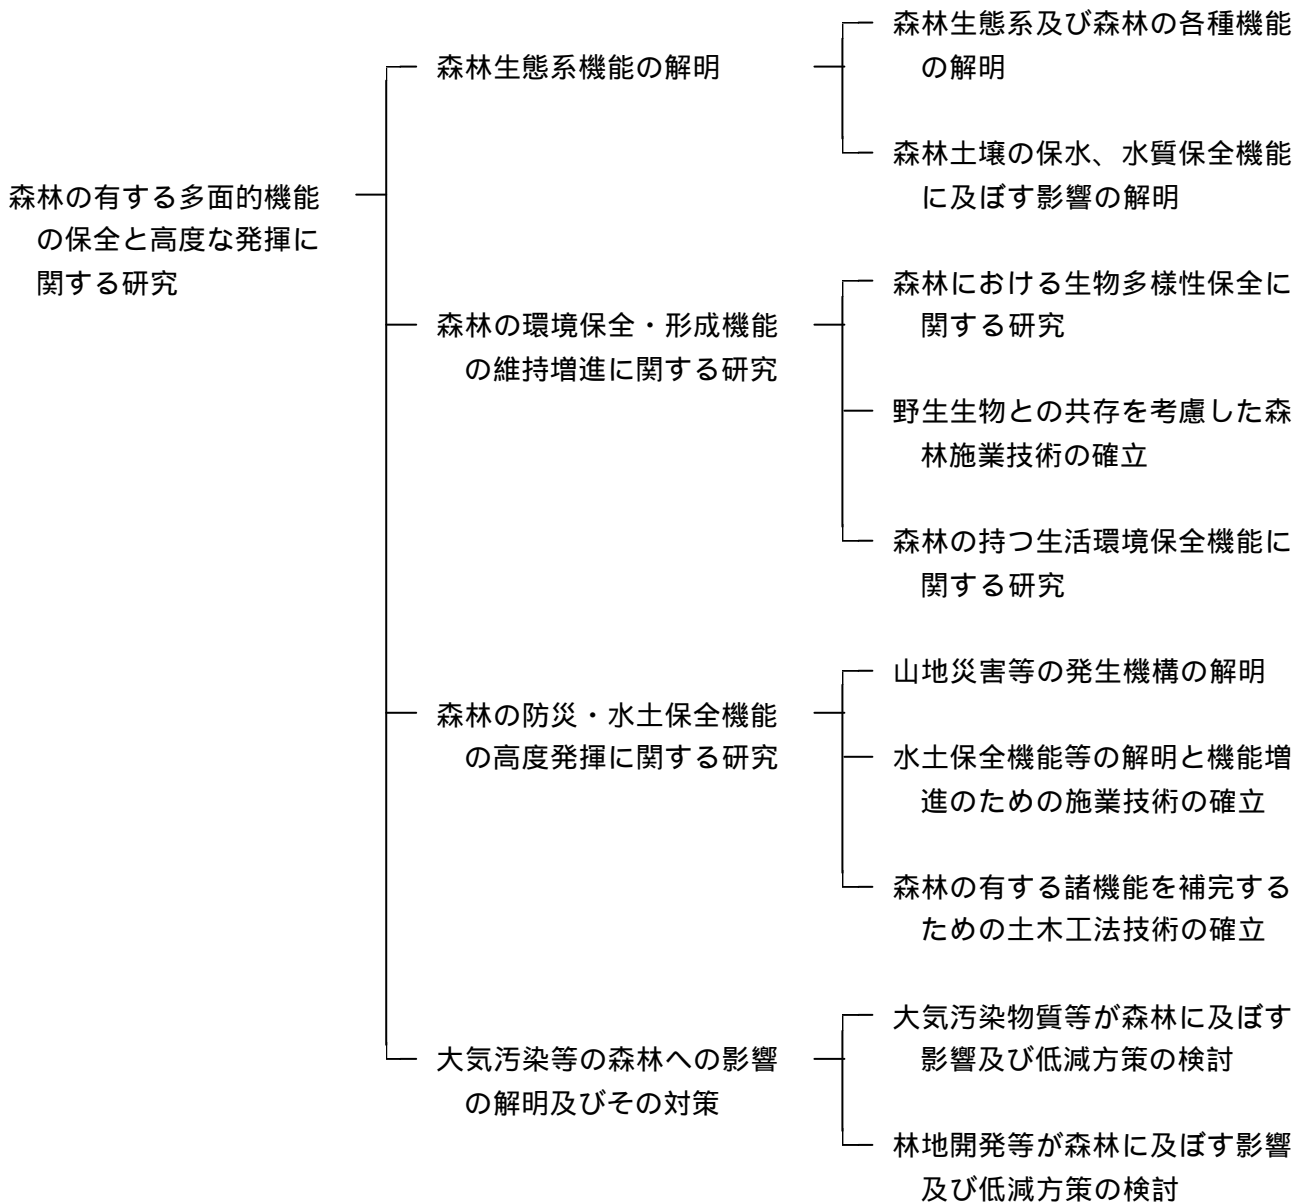 森林の有する多面的機能
の保全と高度な発揮に
関する研究
森林生態系機能の解明
森林生態系及び森林の各種機能
の解明
森林土壌の保水、水質保全機能
に及ぼす影響の解明
森林の環境保全・形成機能
の維持増進に関する研究
森林における生物多様性保全に
関する研究
野生生物との共存を考慮した森
林施業技術の確立
森林の持つ生活環境保全機能に
関する研究
森林の防災・水土保全機能
の高度発揮に関する研究
山地災害等の発生機構の解明
水土保全機能等の解明と機能増
進のための施業技術の確立
森林の有する諸機能を補完する
ための土木工法技術の確立
大気汚染等の森林への影響
の解明及びその対策
大気汚染物質等が森林に及ぼす
影響及び低減方策の検討
林地開発等が森林に及ぼす影響
及び低減方策の検討